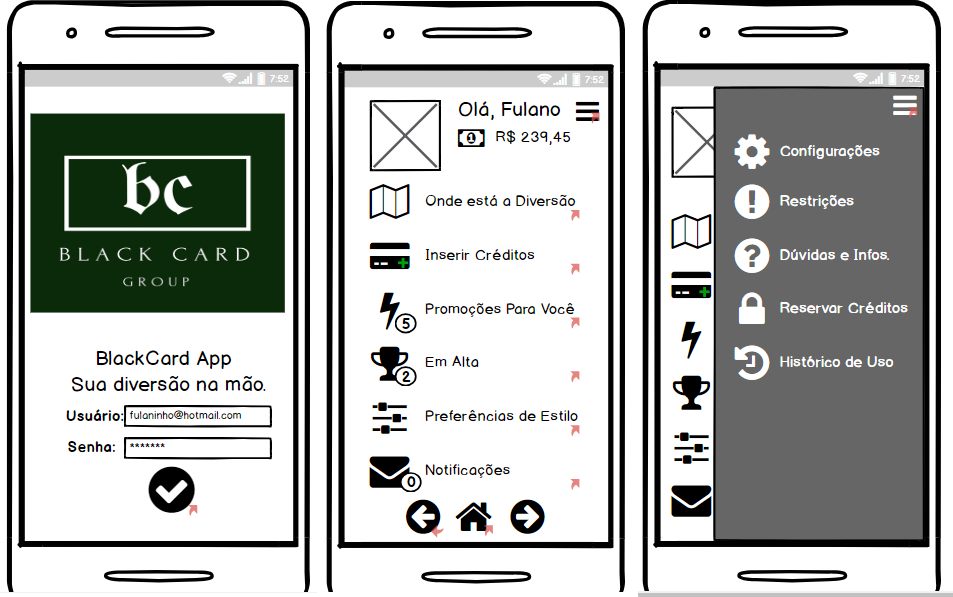 7:52
bc
BLACK CARD
GROUP
BlackCard App
Sua diversão na mão.
Usuário: fulaninho@hotmail.com
Senha: *******
7:52
Olá, Fulano
R$ 239,45
Onde está a Diversão
Inserir Créditos
Promoções Para Você
5
Em Alta
2
Preferências de Estilo
Notificações
0
7:52
Configurações
Restrições
Dúvidas e Infos.
Reservar Créditos
Histórico de Uso